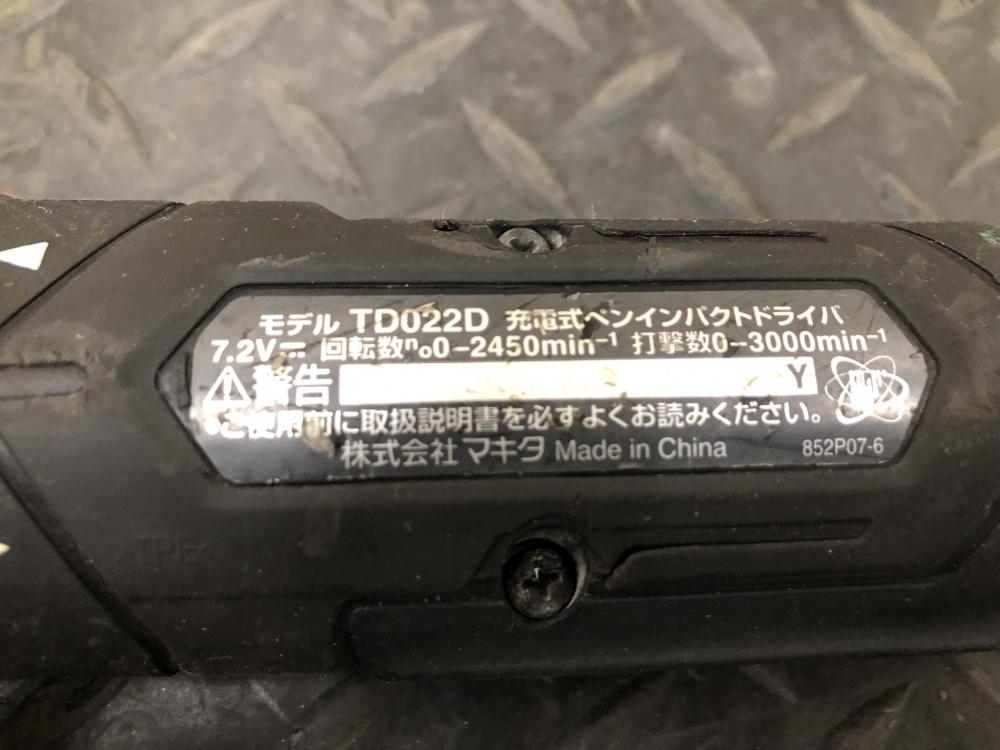 モデル TD022D 充電式ペンインパクトドライバ
7.2V⎓ 回転数n₀0-2450min⁻¹ 打撃数0-3000min⁻¹
⚠警告 Y
●ご使用前に取扱説明書を必すよくお読みください。
株式会社マキタ Made in China 852P07-6
>TPE<